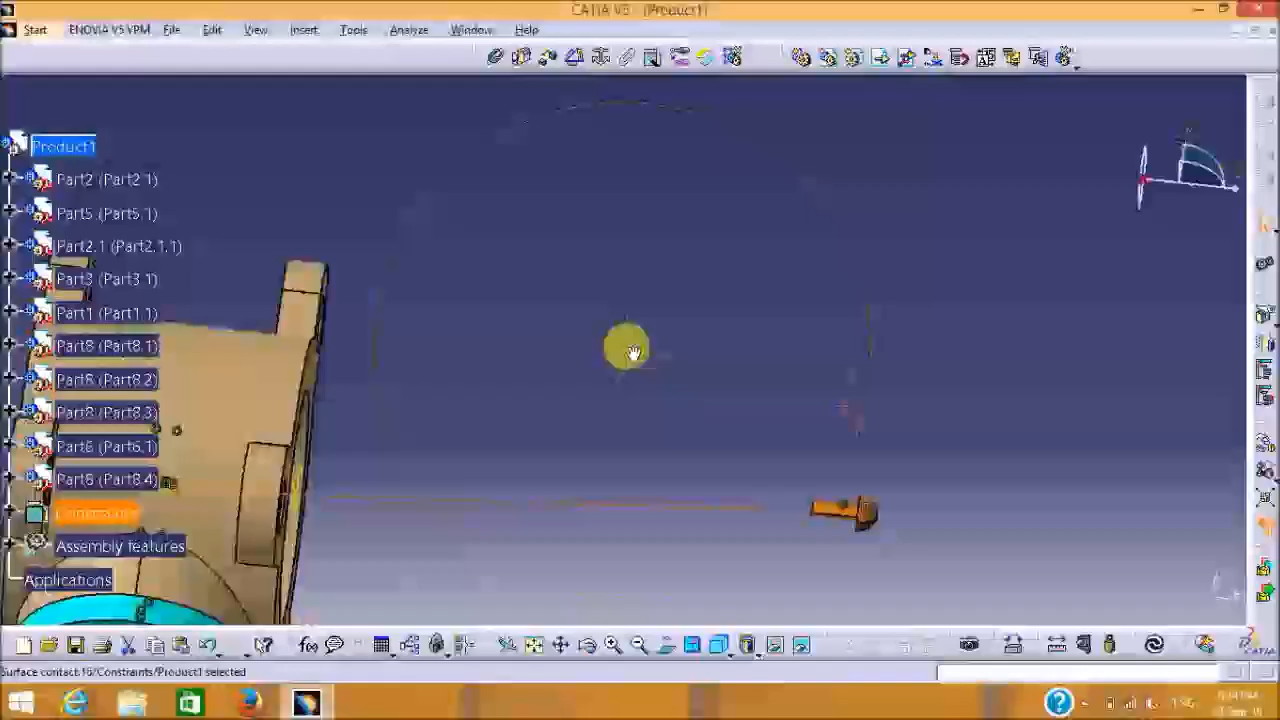 CATIA V5 - [Product1]
Start ENOVIA V5 VPM File Edit View Insert Tools Analyze Window Help
Product1
Part2 (Part2.1)
Part5 (Part5.1)
Part2.1 (Part2.1.1)
Part3 (Part3.1)
Part1 (Part1.1)
Part8 (Part8.1)
Part8 (Part8.2)
Part8 (Part8.3)
Part6 (Part6.1)
Part8 (Part8.4)
Constraints
Assembly features
Applications
Surface contact.16/Constraints/Product1 selected